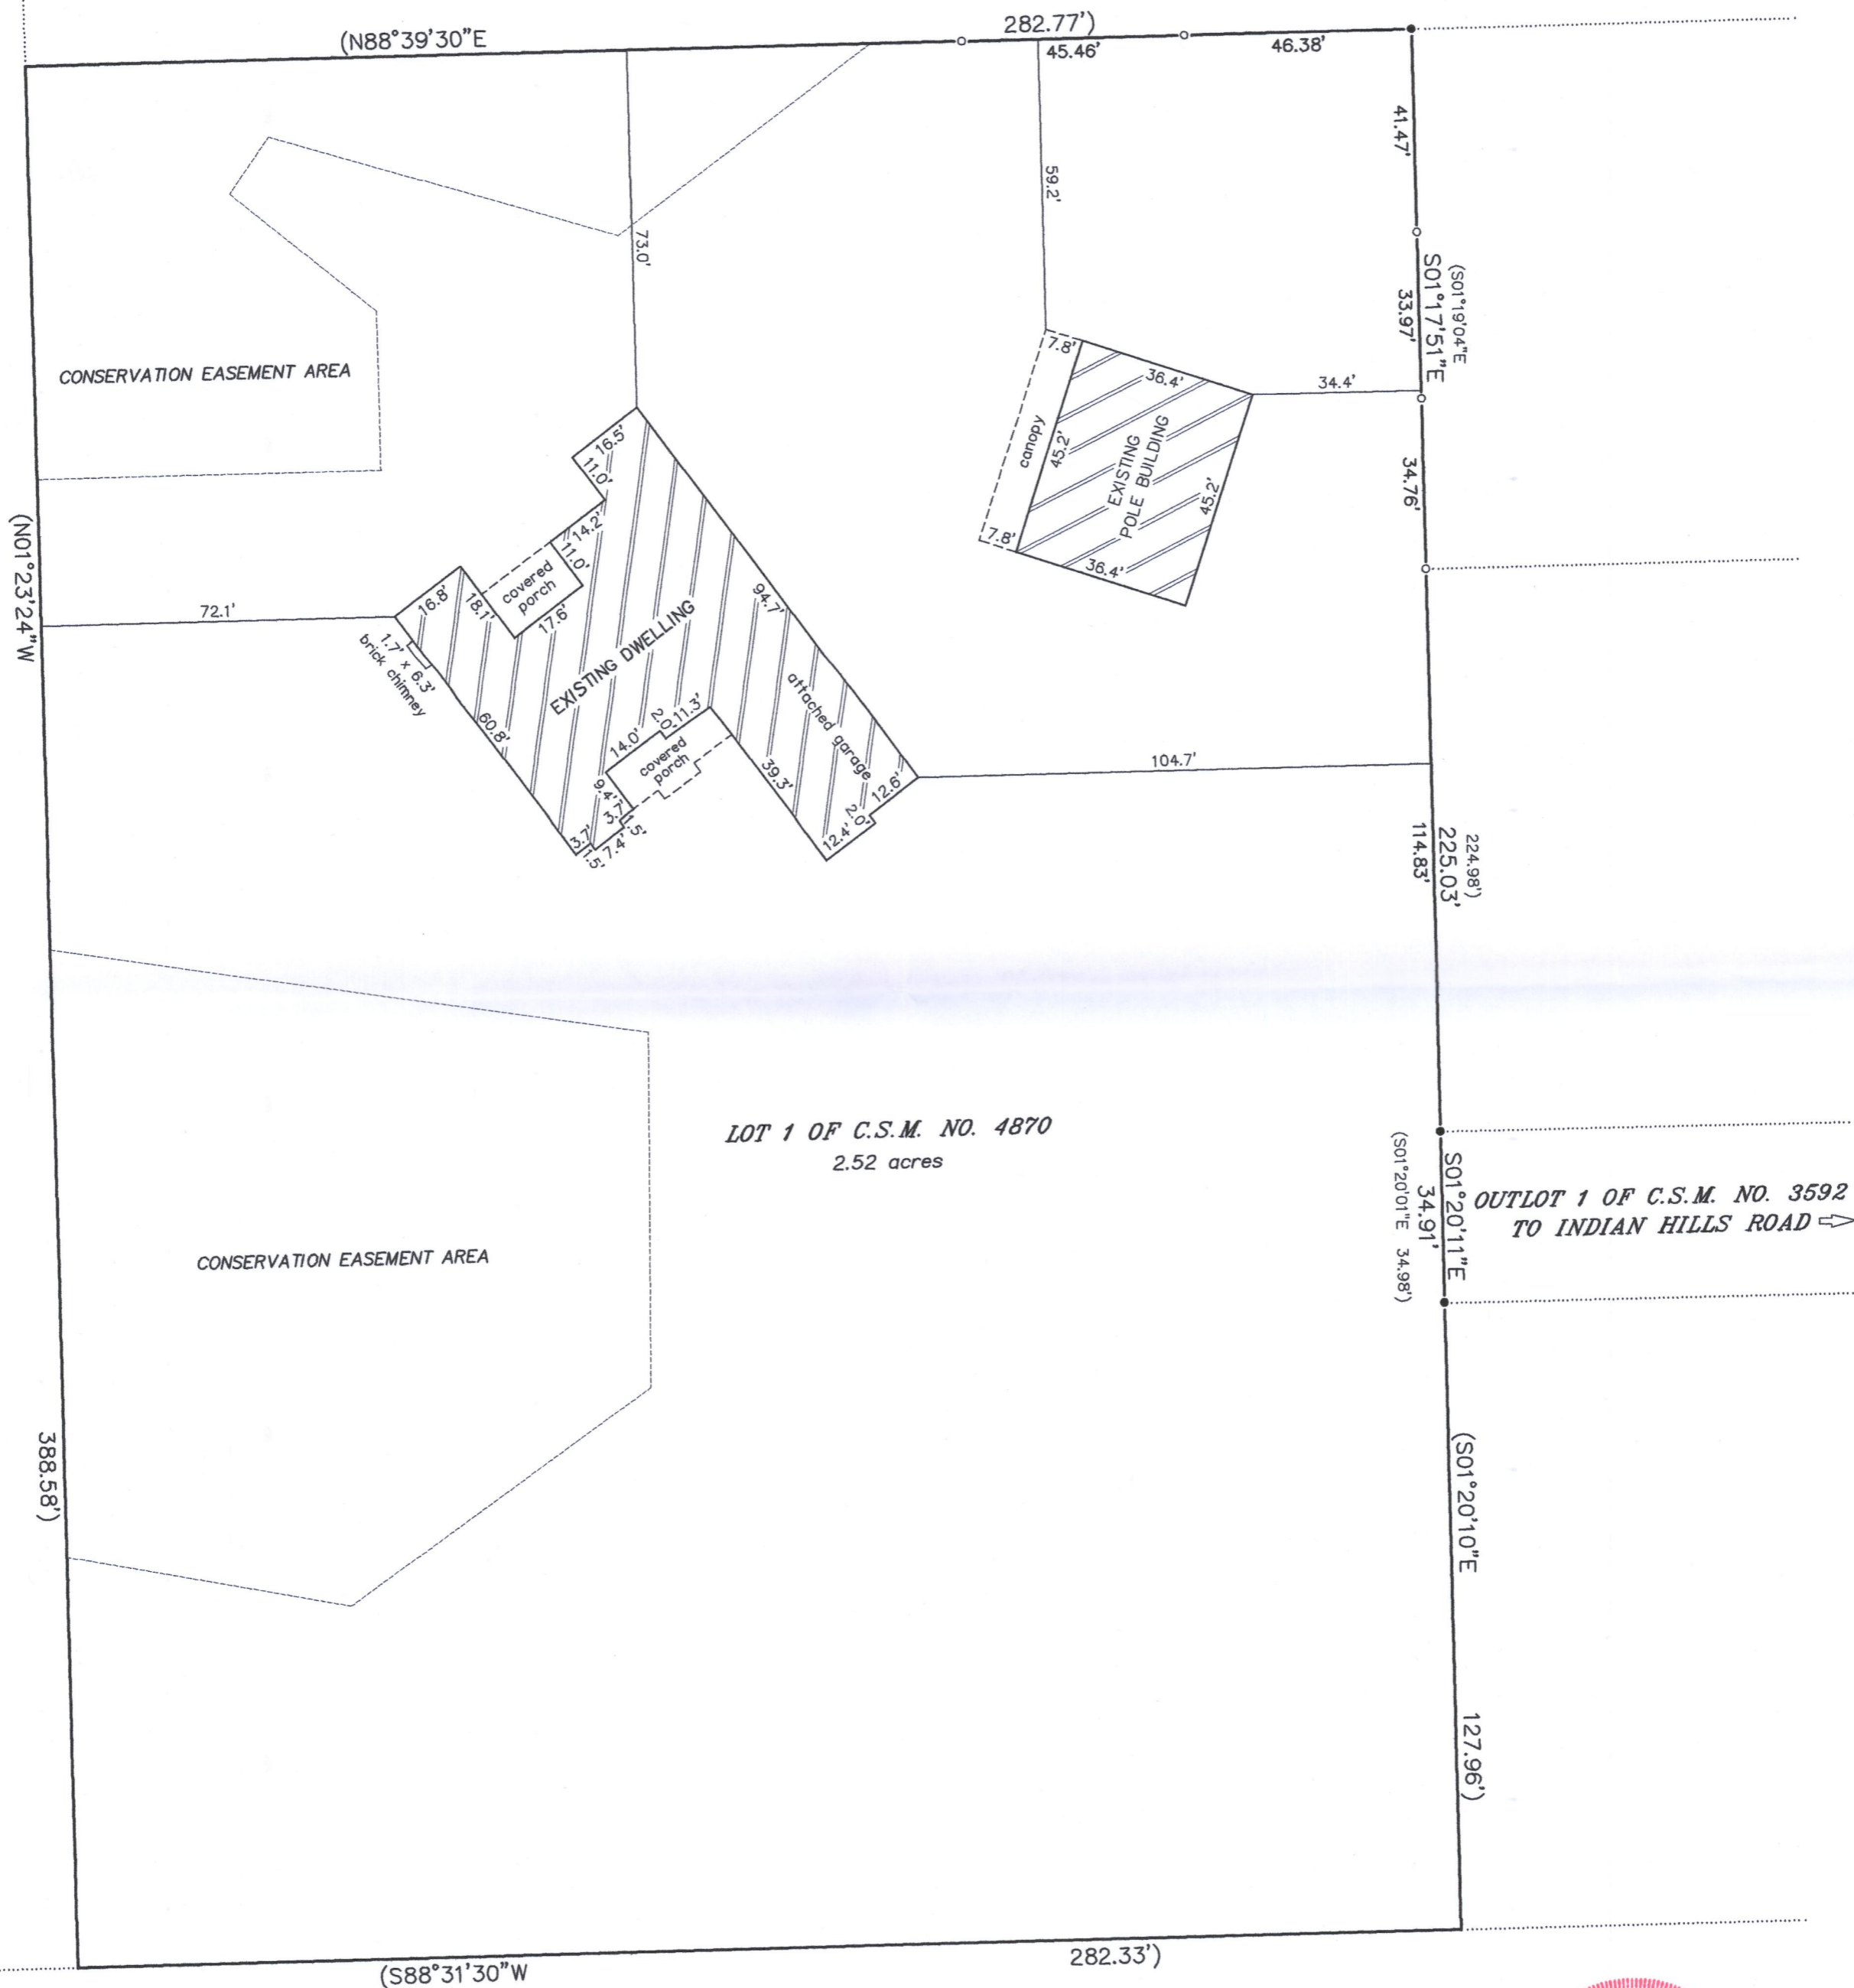 (N88°39'30"E
282.77')
45.46'
46.38'
41.47'
(S01°19'04"E
S01°17'51"E
33.97'
59.2'
73.0'
7.8'
36.4'
34.4'
CONSERVATION EASEMENT AREA
canopy
45.2'
EXISTING
POLE BUILDING
45.2'
34.76'
16.5'
11.0'
14.2'
11.0'
7.8'
36.4'
(N01°23'24"W
72.1'
16.8'
18.1'
covered
porch
17.6'
94.7'
EXISTING DWELLING
1.7' x 6.3'
brick chimney
60.8'
attached garage
2.0'
11.3'
14.0'
covered
porch
39.3'
9.4'
3.7'
1.5'
3.7'
1.5'
7.4'
12.6'
2.0'
12.4'
104.7'
114.83'
224.98')
225.03'
LOT 1 OF C.S.M. NO. 4870
2.52 acres
S01°20'11"E
34.91'
(S01°20'01"E 34.98')
OUTLOT 1 OF C.S.M. NO. 3592
TO INDIAN HILLS ROAD
CONSERVATION EASEMENT AREA
388.58')
(S01°20'10"E
127.96')
(S88°31'30"W
282.33')